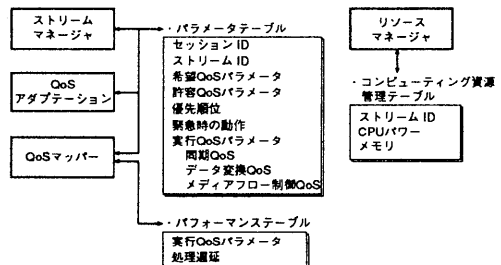 ストリーム
マネージャ
QoS
アダプテーション
QoSマッパー
・パラメータテーブル
セッション ID
ストリーム ID
希望QoSパラメータ
許容QoSパラメータ
優先順位
緊急時の動作
実行QoSパラメータ
同期QoS
データ変換QoS
メディアフロー制御QoS
・パフォーマンステーブル
実行QoSパラメータ
処理遅延
リソース
マネージャ
・コンピューティング資源
管理テーブル
ストリーム ID
CPUパワー
メモリ